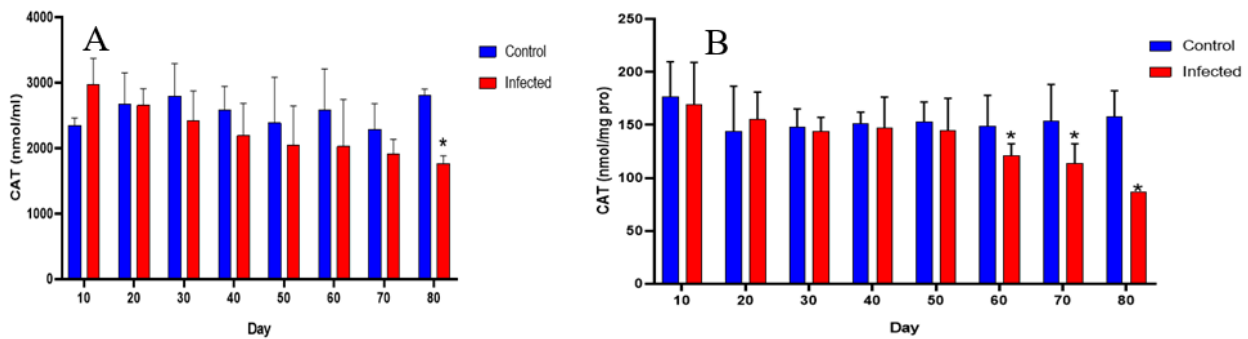 A
4000
3000
2000
1000
0
CAT (nmol/ml)
Control
Infected
*
10 20 30 40 50 60 70 80
Day
B
250
200
150
100
50
0
CAT (nmol/mg pro)
Control
Infected
* * *
10 20 30 40 50 60 70 80
Day